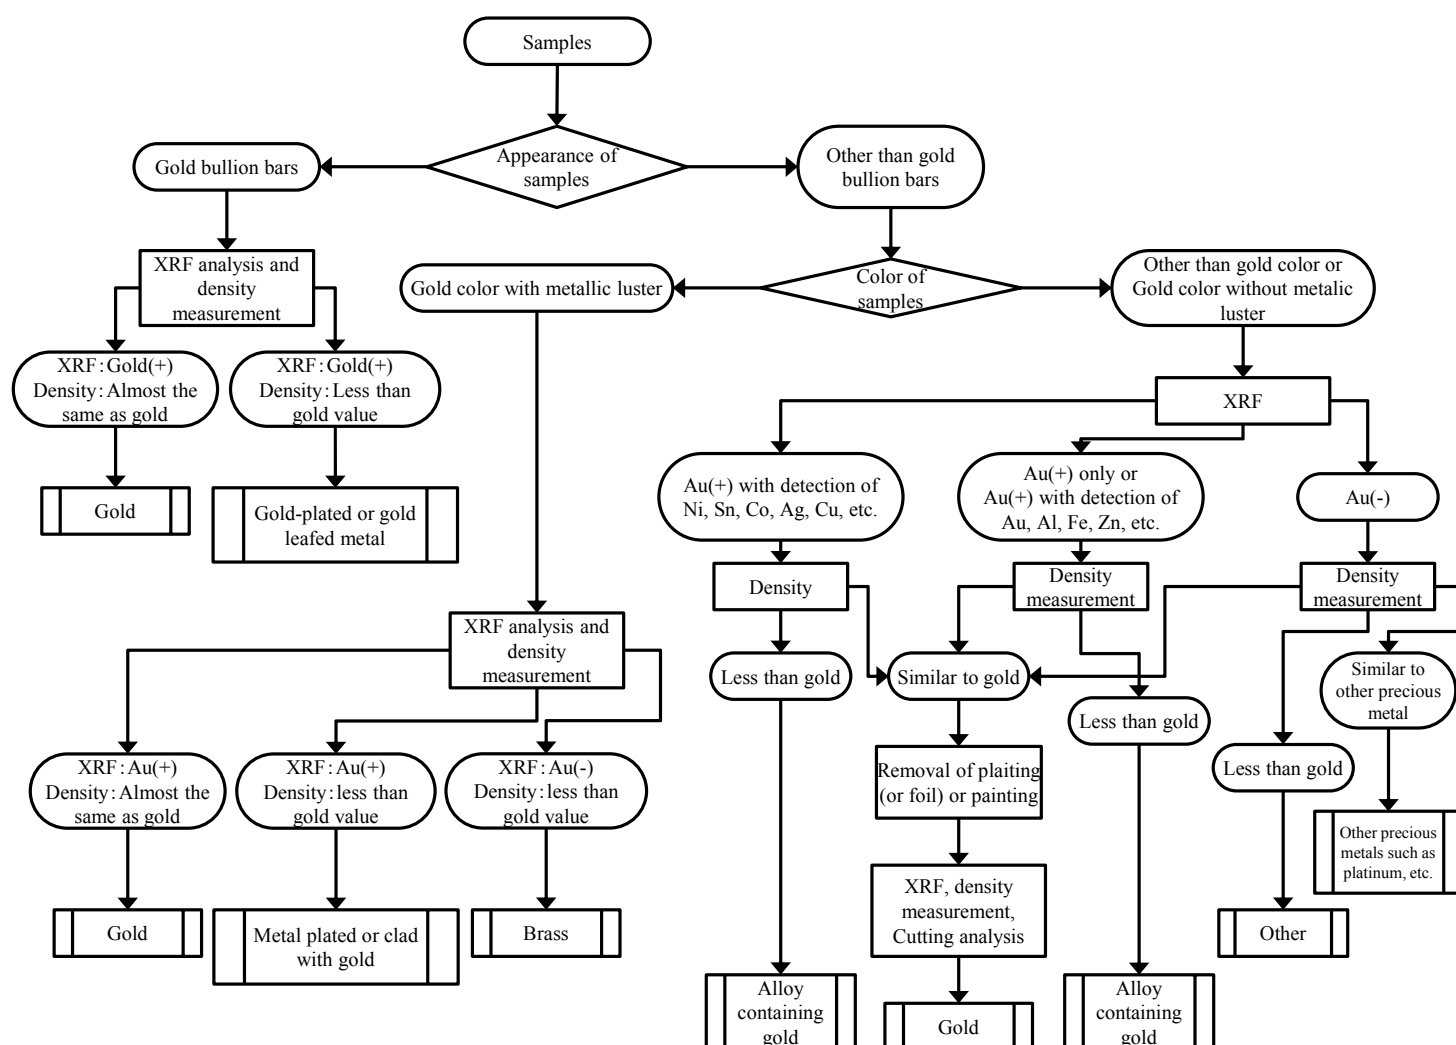 Samples
Appearance of
samples
Gold bullion bars
Other than gold
bullion bars
XRF analysis and
density
measurement
Gold color with metallic luster
Color of
samples
Other than gold color or
Gold color without metalic
luster
XRF：Gold(+)
Density：Almost the
same as gold
XRF：Gold(+)
Density：Less than
gold value
XRF
Gold
Gold-plated or gold
leafed metal
Au(+) with detection of
Ni, Sn, Co, Ag, Cu, etc.
Au(+) only or
Au(+) with detection of
Au, Al, Fe, Zn, etc.
Au(-)
Density
Density
measurement
Density
measurement
XRF analysis and
density
measurement
Less than gold
Similar to gold
Less than gold
Similar to
other precious
metal
Less than gold
XRF：Au(+)
Density：Almost the
same as gold
XRF：Au(+)
Density：less than
gold value
XRF：Au(-)
Density：less than
gold value
Removal of plaiting
(or foil) or painting
Other precious
metals such as
platinum, etc.
XRF, density
measurement,
Cutting analysis
Gold
Metal plated or clad
with gold
Brass
Other
Alloy
containing
gold
Gold
Alloy
containing
gold